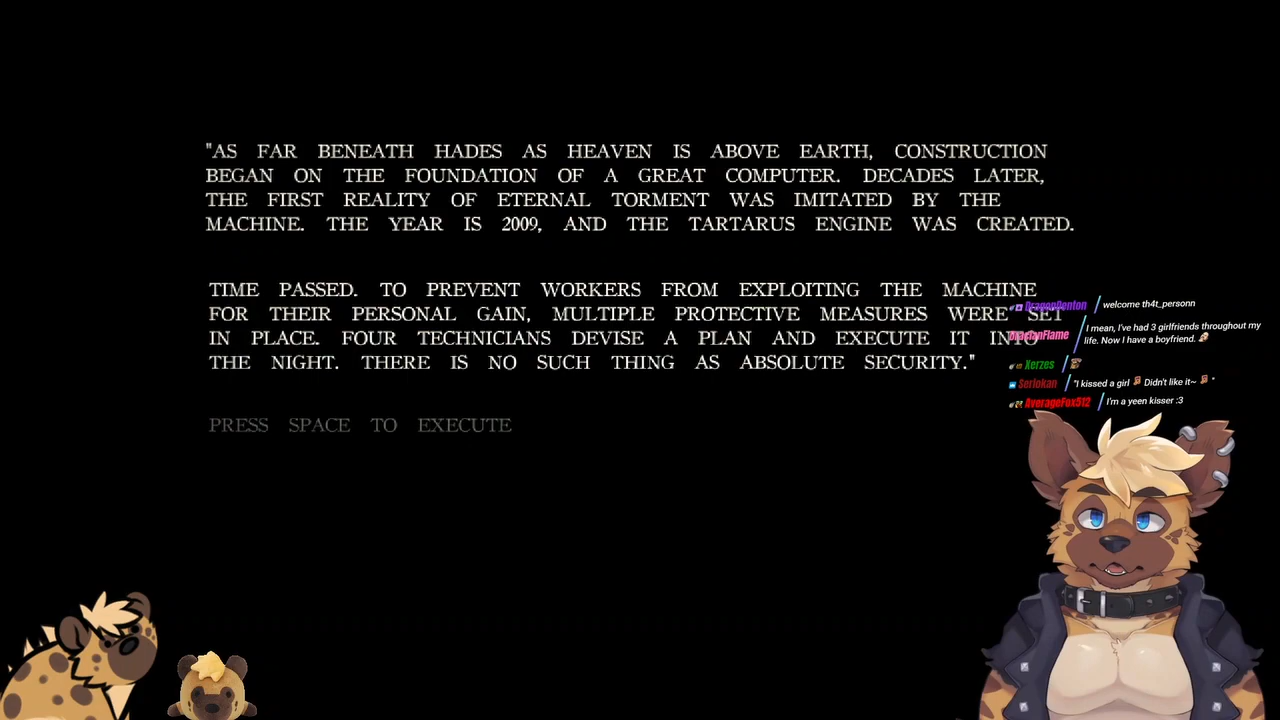 "AS FAR BENEATH HADES AS HEAVEN IS ABOVE EARTH, CONSTRUCTION
BEGAN ON THE FOUNDATION OF A GREAT COMPUTER. DECADES LATER,
THE FIRST REALITY OF ETERNAL TORMENT WAS IMITATED BY THE
MACHINE. THE YEAR IS 2009, AND THE TARTARUS ENGINE WAS CREATED.
TIME PASSED. TO PREVENT WORKERS FROM EXPLOITING THE MACHINE
FOR THEIR PERSONAL GAIN, MULTIPLE PROTECTIVE MEASURES WERE SET
IN PLACE. FOUR TECHNICIANS DEVISE A PLAN AND EXECUTE IT INTO
THE NIGHT. THERE IS NO SUCH THING AS ABSOLUTE SECURITY."
PRESS SPACE TO EXECUTE
DragonDenton / welcome th4t_personn
DracianFlame / I mean, I've had 3 girlfriends throughout my
life. Now I have a boyfriend.
Xerzes /
Serlokan / "I kissed a girl Didn't like it~ "
AverageFox512 / I'm a yeen kisser :3